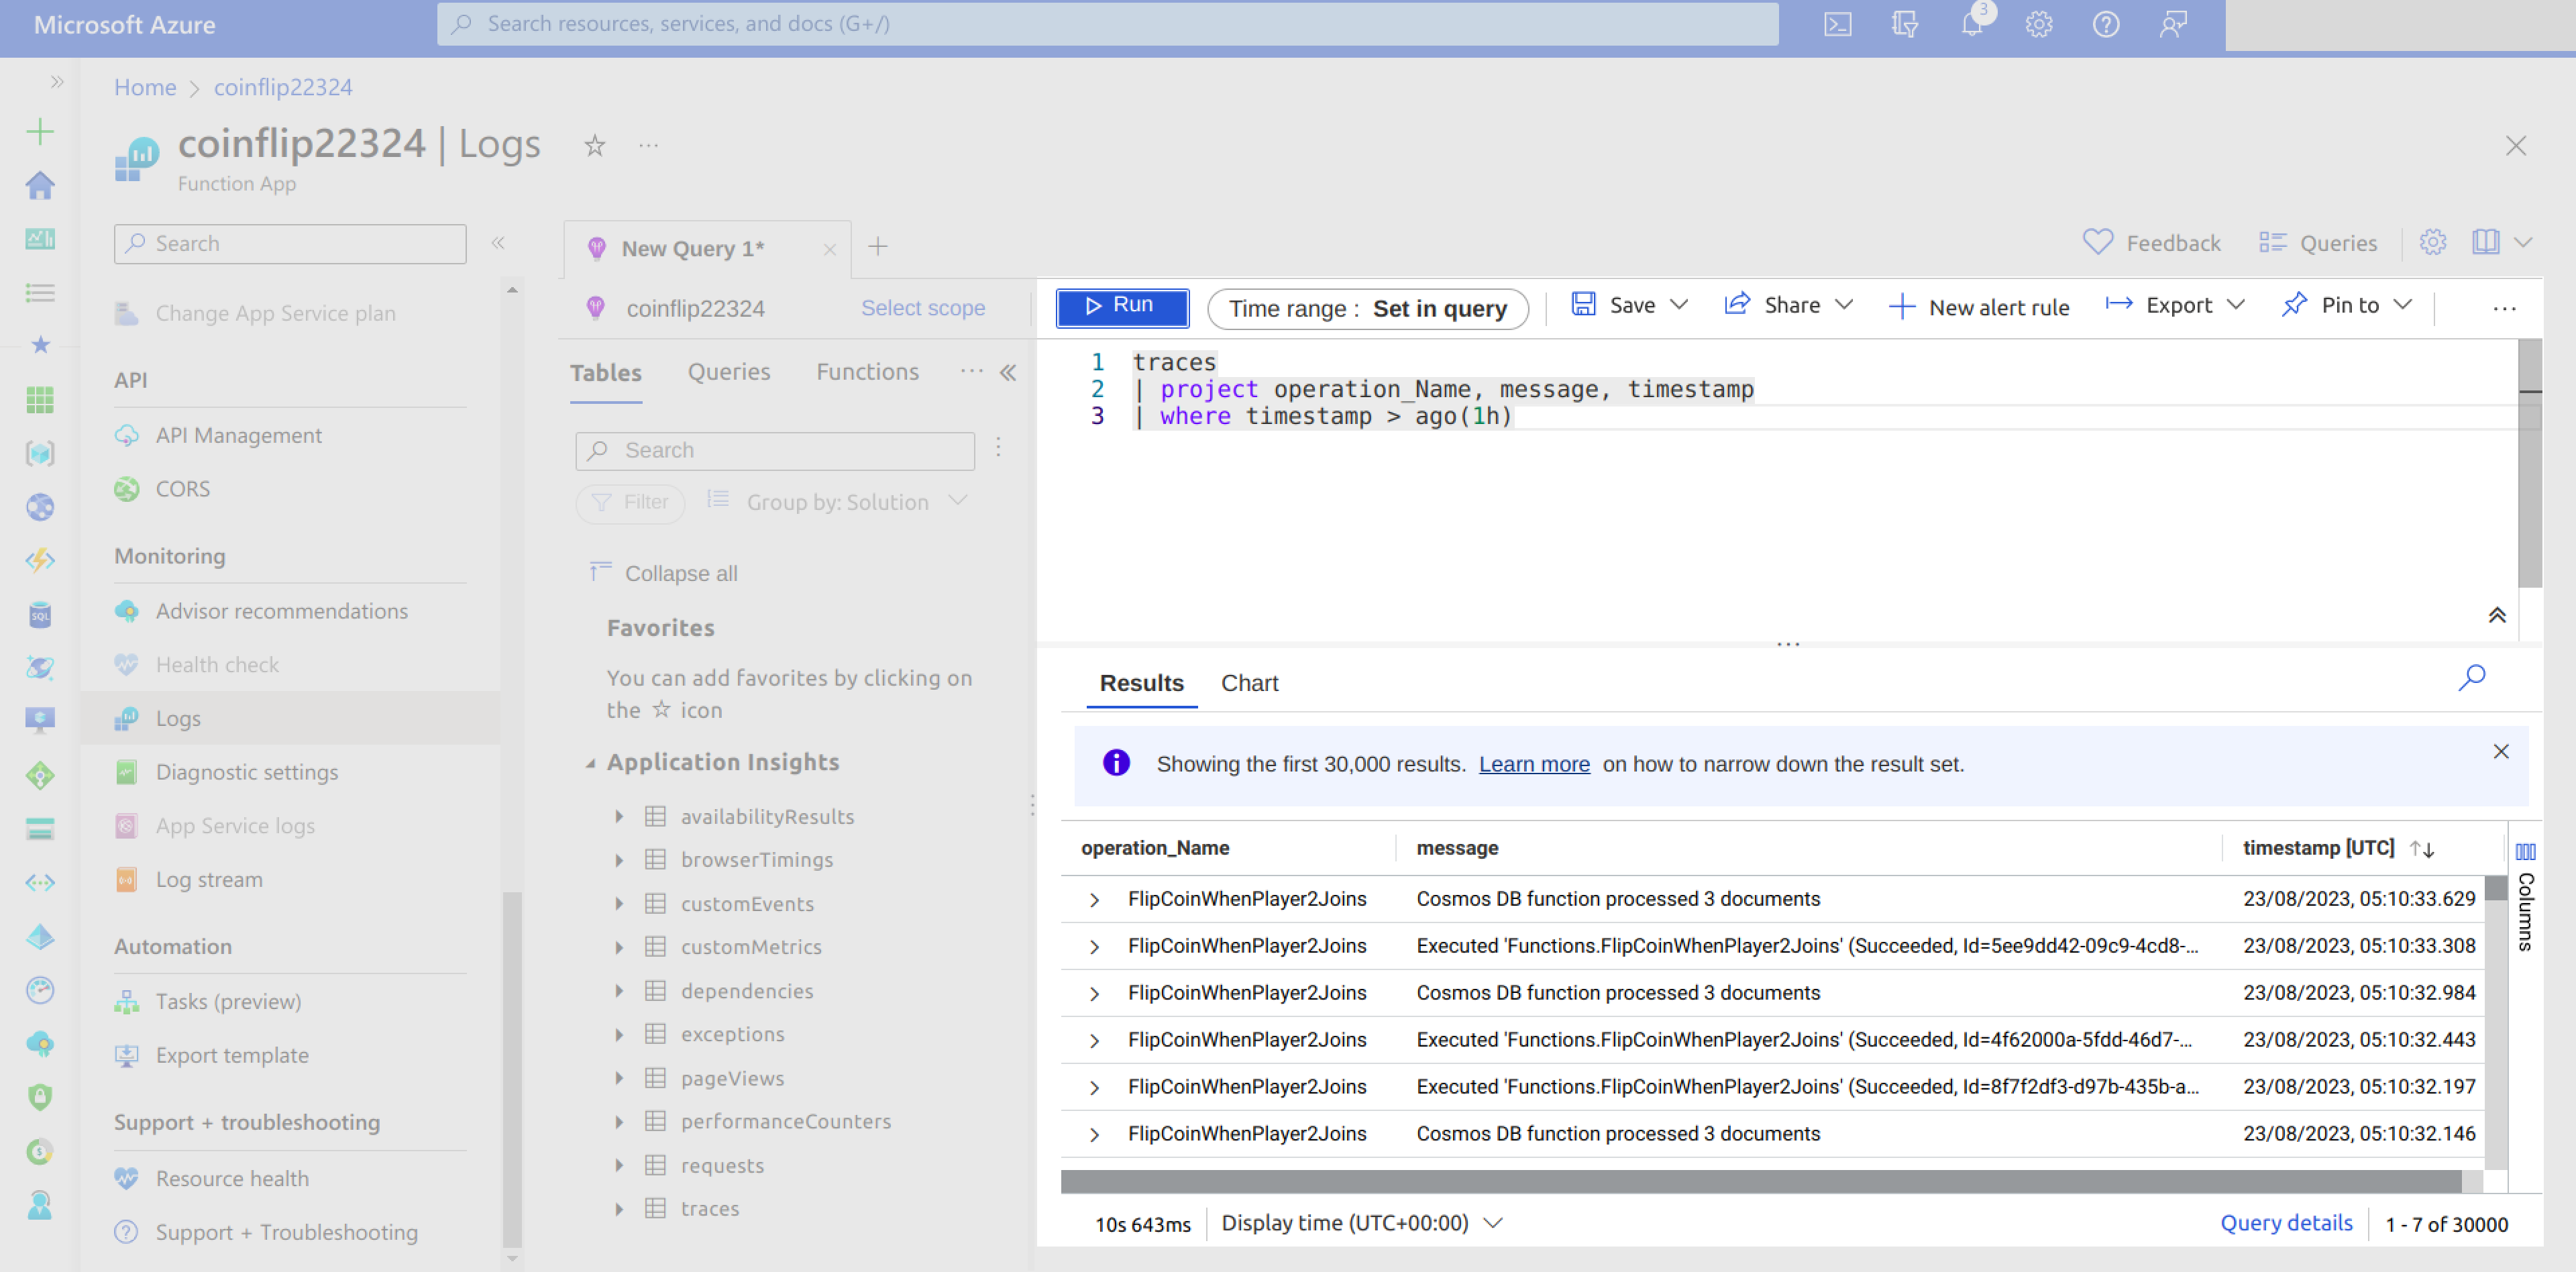 Microsoft Azure
Search resources, services, and docs (G+/)
3
Home > coinflip22324
coinflip22324 | Logs
Function App
Search
Change App Service plan
API
API Management
CORS
Monitoring
Advisor recommendations
Health check
Logs
Diagnostic settings
App Service logs
Log stream
Automation
Tasks (preview)
Export template
Support + troubleshooting
Resource health
Support + Troubleshooting
New Query 1*
Feedback
Queries
coinflip22324
Select scope
Run
Time range : Set in query
Save
Share
New alert rule
Export
Pin to
Tables
Queries
Functions
Search
Filter
Group by: Solution
Collapse all
Favorites
You can add favorites by clicking on
the ☆ icon
Application Insights
availabilityResults
browserTimings
customEvents
customMetrics
dependencies
exceptions
pageViews
performanceCounters
requests
traces
1 traces
2 | project operation_Name, message, timestamp
3 | where timestamp > ago(1h)
Results
Chart
Showing the first 30,000 results. Learn more on how to narrow down the result set.
operation_Name message timestamp [UTC]
FlipCoinWhenPlayer2Joins Cosmos DB function processed 3 documents 23/08/2023, 05:10:33.629
FlipCoinWhenPlayer2Joins Executed 'Functions.FlipCoinWhenPlayer2Joins' (Succeeded, Id=5ee9dd42-09c9-4cd8-... 23/08/2023, 05:10:33.308
FlipCoinWhenPlayer2Joins Cosmos DB function processed 3 documents 23/08/2023, 05:10:32.984
FlipCoinWhenPlayer2Joins Executed 'Functions.FlipCoinWhenPlayer2Joins' (Succeeded, Id=4f62000a-5fdd-46d7-... 23/08/2023, 05:10:32.443
FlipCoinWhenPlayer2Joins Executed 'Functions.FlipCoinWhenPlayer2Joins' (Succeeded, Id=8f7f2df3-d97b-435b-a... 23/08/2023, 05:10:32.197
FlipCoinWhenPlayer2Joins Cosmos DB function processed 3 documents 23/08/2023, 05:10:32.146
Columns
10s 643ms
Display time (UTC+00:00)
Query details
1 - 7 of 30000